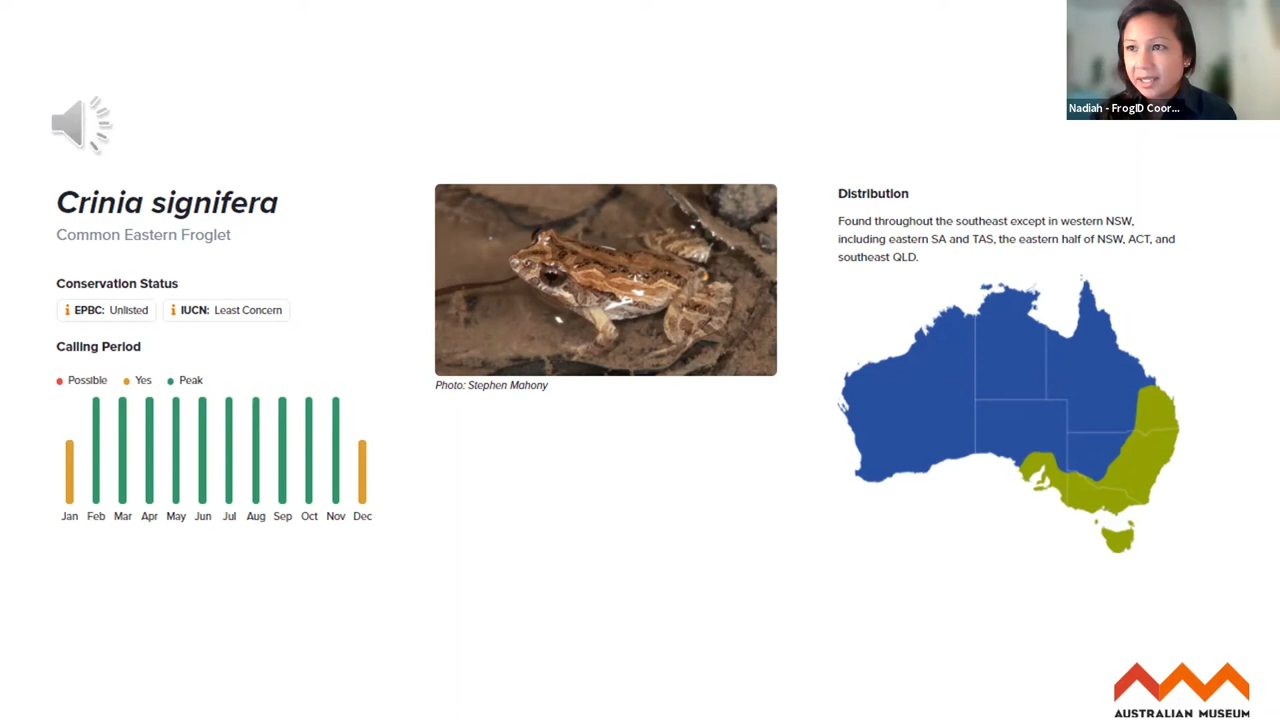 Nadiah - FrogID Coor...
Crinia signifera
Common Eastern Froglet
Conservation Status
i EPBC: Unlisted
i IUCN: Least Concern
Calling Period
Possible
Yes
Peak
Jan Feb Mar Apr May Jun Jul Aug Sep Oct Nov Dec
Photo: Stephen Mahony
Distribution
Found throughout the southeast except in western NSW,
including eastern SA and TAS, the eastern half of NSW, ACT, and
southeast QLD.
AUSTRALIAN MUSEUM